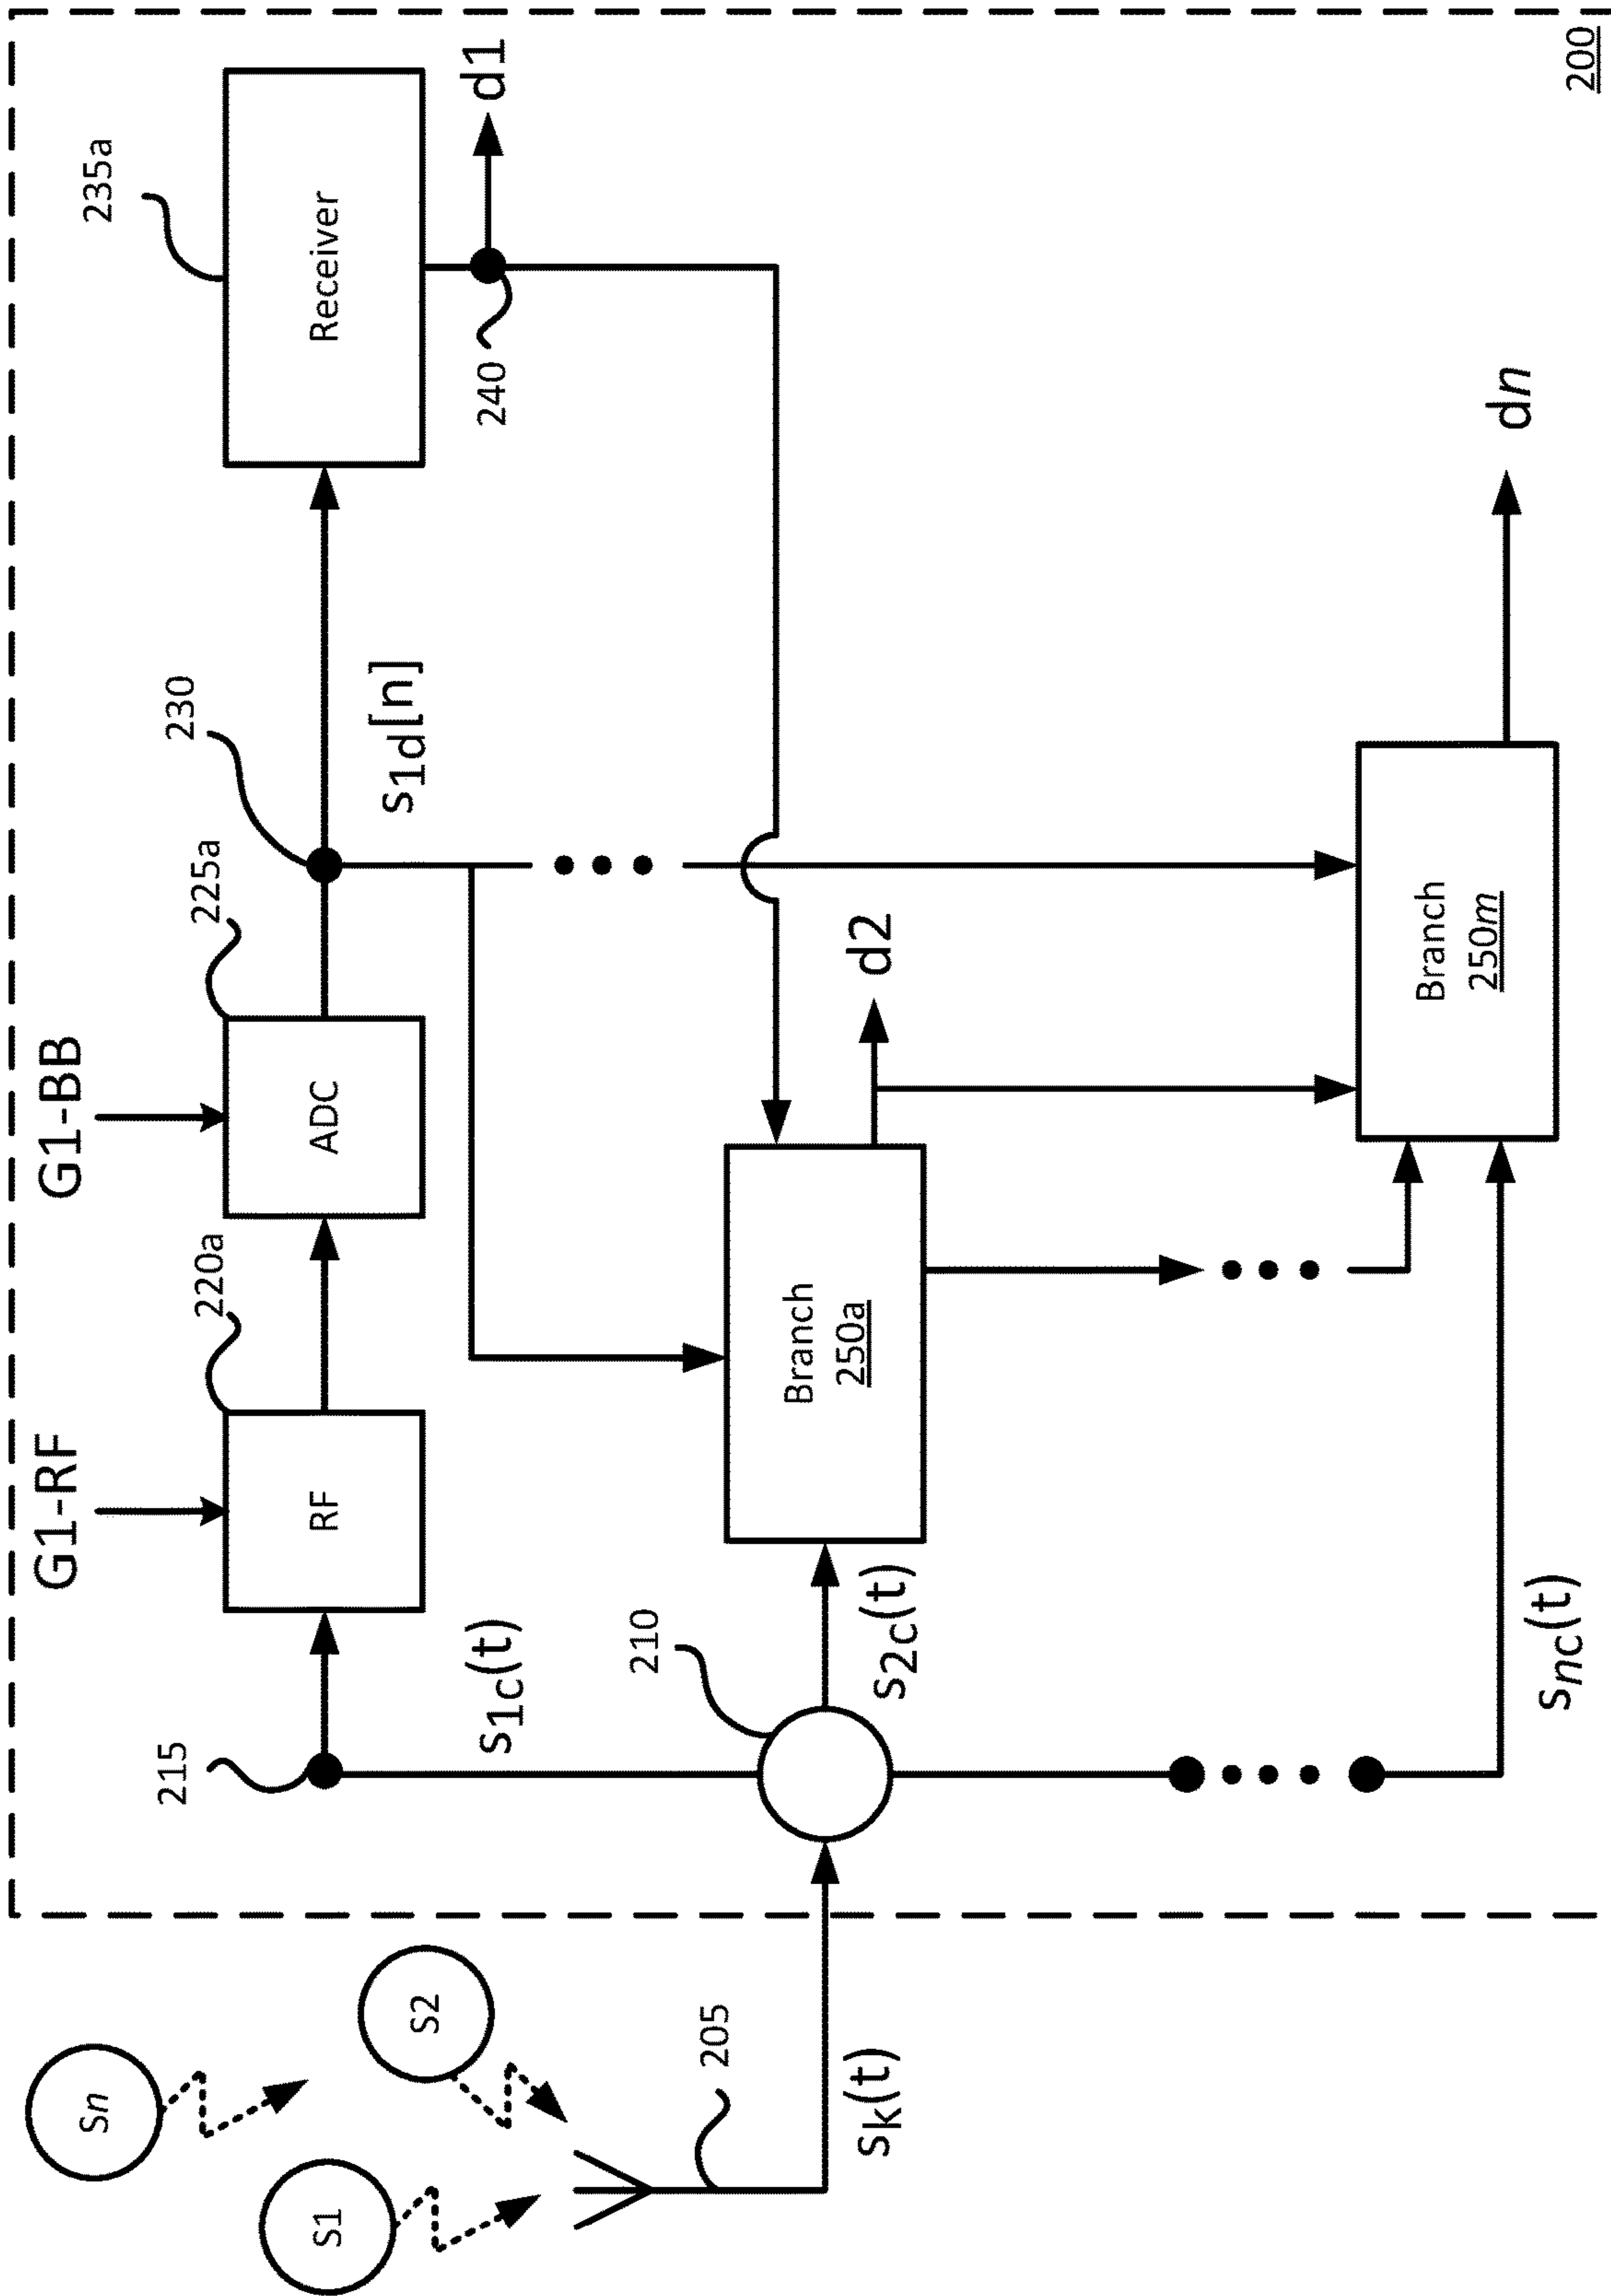 Sn
S1
S2
205
sk(t)
G1-RF
G1-BB
215
220a
225a
230
235a
RF
ADC
Receiver
s1c(t)
s1d[n]
240
d1
210
s2c(t)
Branch
250a
d2
snc(t)
Branch
250m
dn
200